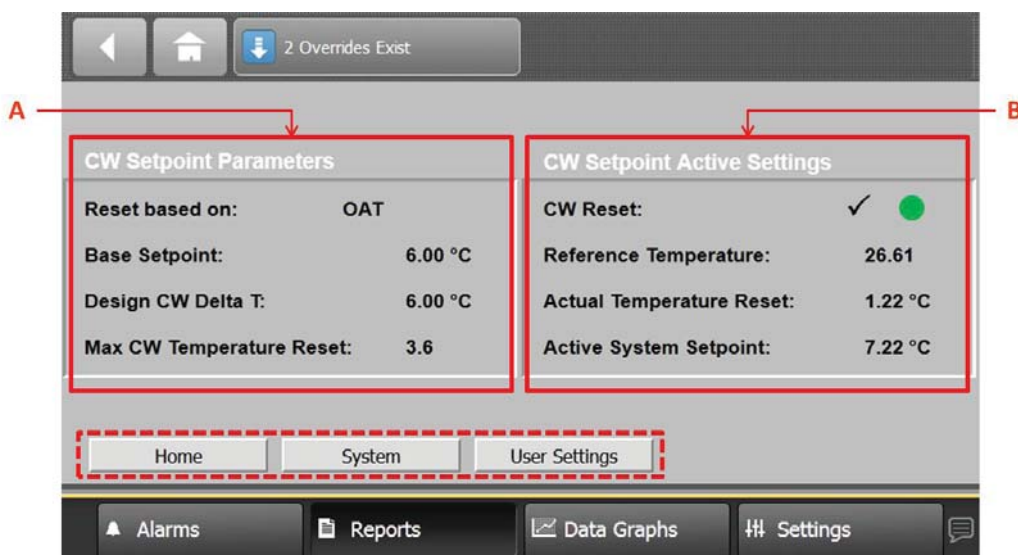 2 Overrides Exist
A
B
CW Setpoint Parameters
Reset based on: OAT
Base Setpoint: 6.00 °C
Design CW Delta T: 6.00 °C
Max CW Temperature Reset: 3.6
CW Setpoint Active Settings
CW Reset: ✓
Reference Temperature: 26.61
Actual Temperature Reset: 1.22 °C
Active System Setpoint: 7.22 °C
Home System User Settings
Alarms Reports Data Graphs Settings